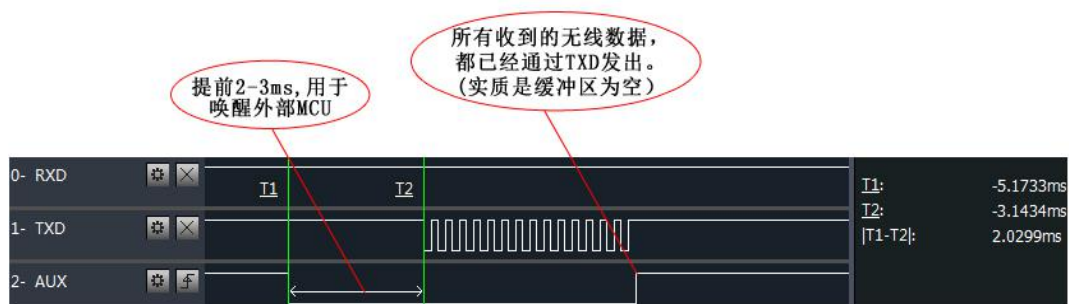 所有收到的无线数据，
都已经通过TXD发出。
(实质是缓冲区为空)
提前2-3ms,用于
唤醒外部MCU
0- RXD
T1
T2
1- TXD
2- AUX
T1: -5.1733ms
T2: -3.1434ms
|T1-T2|: 2.0299ms